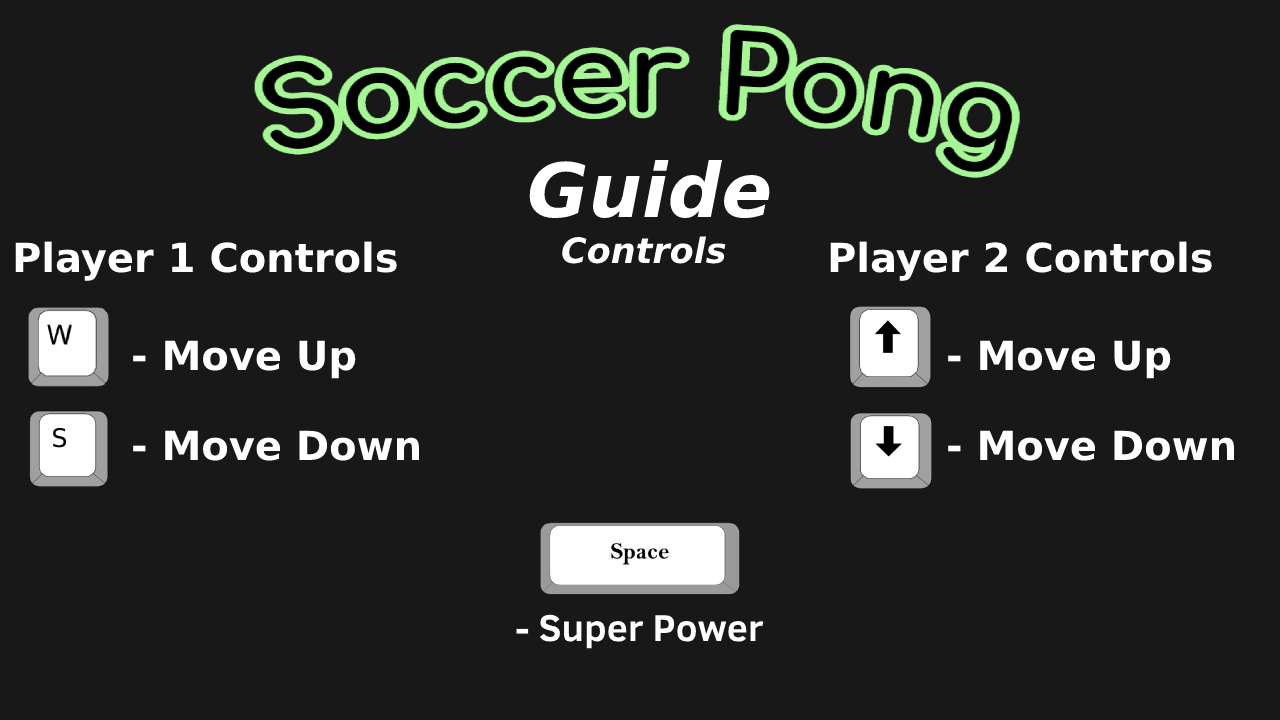 Soccer Pong
Guide
Controls
Player 1 Controls
W - Move Up
S - Move Down
Player 2 Controls
↑ - Move Up
↓ - Move Down
Space
- Super Power